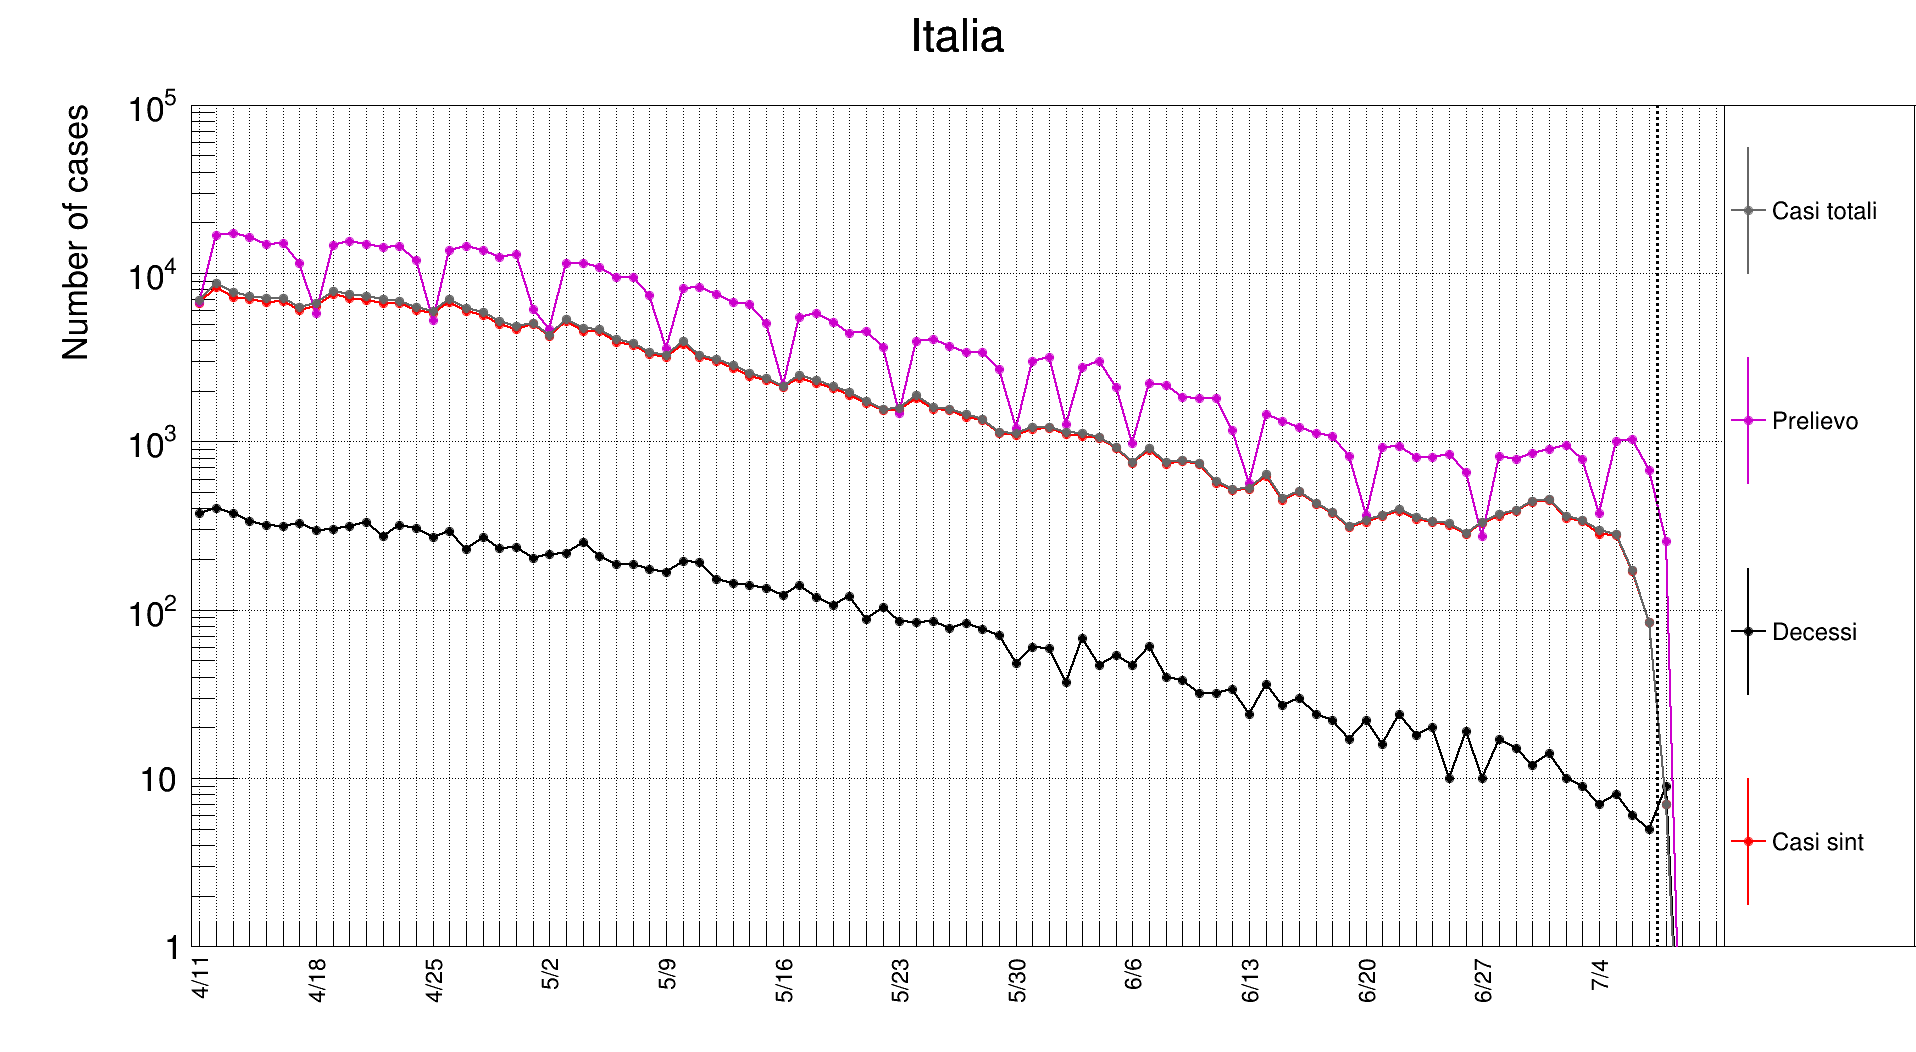 Italia
Number of cases
10^5
10^4
10^3
10^2
10
1
4/11 4/18 4/25 5/2 5/9 5/16 5/23 5/30 6/6 6/13 6/20 6/27 7/4
Casi totali
Prelievo
Decessi
Casi sint